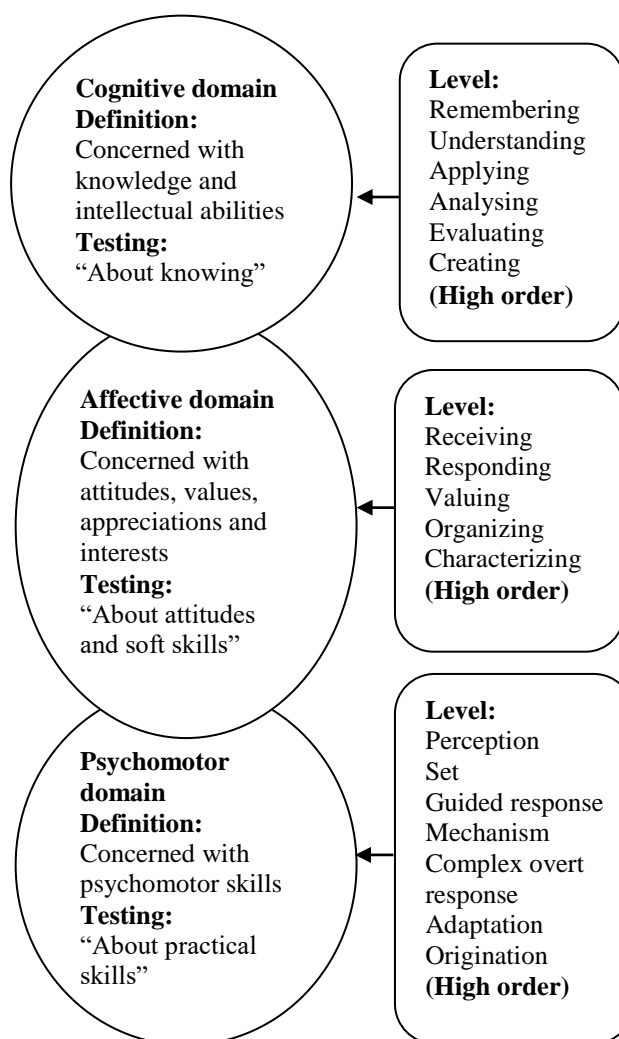 Cognitive domain
Definition:
Concerned with
knowledge and
intellectual abilities
Testing:
“About knowing”
Level:
Remembering
Understanding
Applying
Analysing
Evaluating
Creating
(High order)
Affective domain
Definition:
Concerned with
attitudes, values,
appreciations and
interests
Testing:
“About attitudes
and soft skills”
Level:
Receiving
Responding
Valuing
Organizing
Characterizing
(High order)
Psychomotor
domain
Definition:
Concerned with
psychomotor skills
Testing:
“About practical
skills”
Level:
Perception
Set
Guided response
Mechanism
Complex overt
response
Adaptation
Origination
(High order)